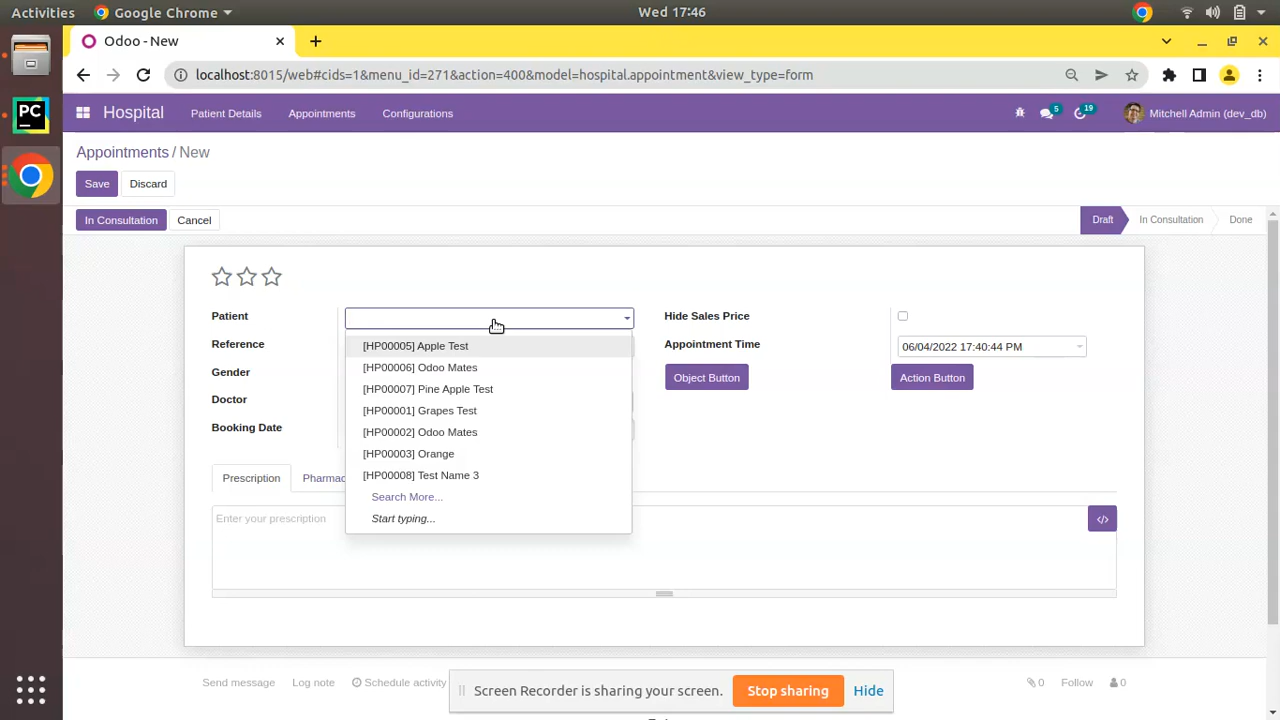 Activities Google Chrome Wed 17:46
Odoo - New
localhost:8015/web#cids=1&menu_id=271&action=400&model=hospital.appointment&view_type=form
Hospital Patient Details Appointments Configurations 5 19 Mitchell Admin (dev_db)
Appointments / New
Save Discard
In Consultation Cancel Draft In Consultation Done
Patient Hide Sales Price
[HP00005] Apple Test
Reference Appointment Time 06/04/2022 17:40:44 PM
[HP00006] Odoo Mates
Gender Object Button Action Button
[HP00007] Pine Apple Test
Doctor
[HP00001] Grapes Test
Booking Date
[HP00002] Odoo Mates
[HP00003] Orange
[HP00008] Test Name 3
Prescription Pharmac
Search More...
Start typing...
Enter your prescription </>
Send message Log note Schedule activity 0 Follow 0
Screen Recorder is sharing your screen. Stop sharing Hide
PC